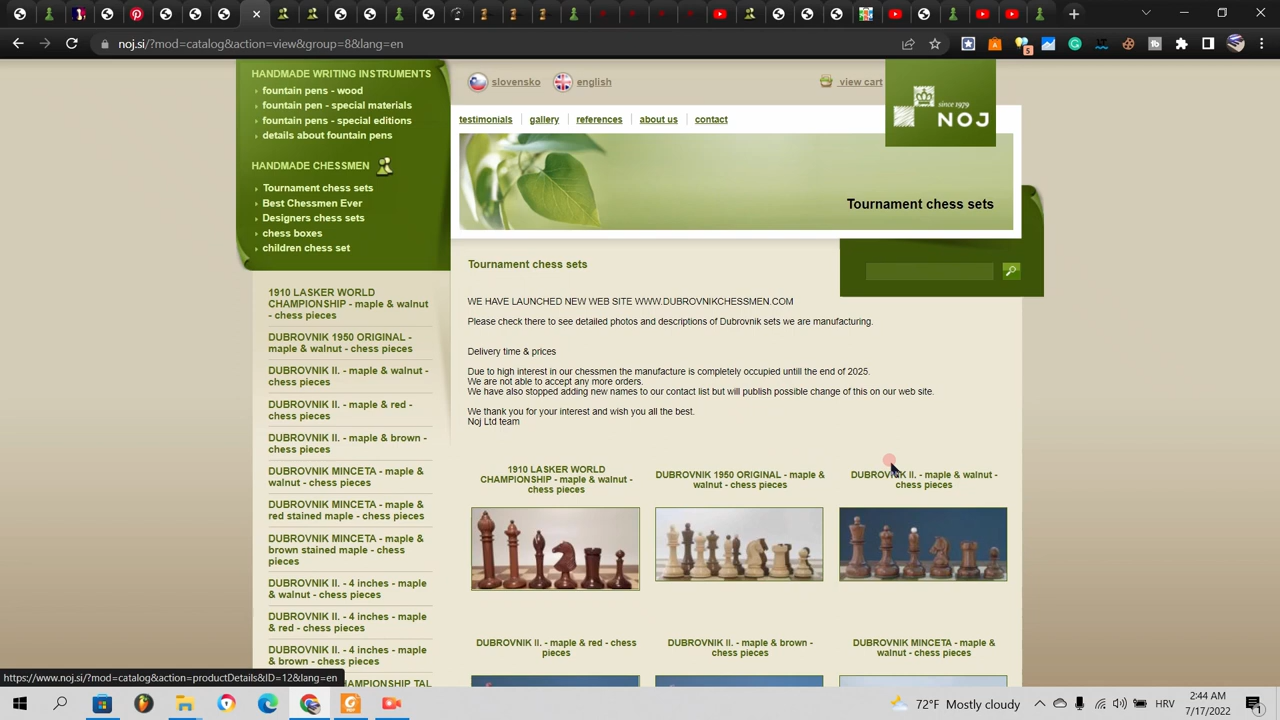 noj.si/?mod=catalog&action=view&group=8&lang=en
5
HANDMADE WRITING INSTRUMENTS
fountain pens - wood
fountain pen - special materials
fountain pens - special editions
details about fountain pens
HANDMADE CHESSMEN
Tournament chess sets
Best Chessmen Ever
Designers chess sets
chess boxes
children chess set
slovensko
english
view cart
since 1979
NOJ
testimonials
gallery
references
about us
contact
Tournament chess sets
1910 LASKER WORLD
CHAMPIONSHIP - maple & walnut
- chess pieces
DUBROVNIK 1950 ORIGINAL -
maple & walnut - chess pieces
DUBROVNIK II. - maple & walnut -
chess pieces
DUBROVNIK II. - maple & red -
chess pieces
DUBROVNIK II. - maple & brown -
chess pieces
DUBROVNIK MINCETA - maple &
walnut - chess pieces
DUBROVNIK MINCETA - maple &
red stained maple - chess pieces
DUBROVNIK MINCETA - maple &
brown stained maple - chess
pieces
DUBROVNIK II. - 4 inches - maple
& walnut - chess pieces
DUBROVNIK II. - 4 inches - maple
& red - chess pieces
DUBROVNIK II. - 4 inches - maple
& brown - chess pieces
Tournament chess sets
WE HAVE LAUNCHED NEW WEB SITE WWW.DUBROVNIKCHESSMEN.COM
Please check there to see detailed photos and descriptions of Dubrovnik sets we are manufacturing.
Delivery time & prices
Due to high interest in our chessmen the manufacture is completely occupied untill the end of 2025.
We are not able to accept any more orders.
We have also stopped adding new names to our contact list but will publish possible change of this on our web site.
We thank you for your interest and wish you all the best.
Noj Ltd team
1910 LASKER WORLD
CHAMPIONSHIP - maple & walnut -
chess pieces
DUBROVNIK 1950 ORIGINAL - maple &
walnut - chess pieces
DUBROVNIK II. - maple & walnut -
chess pieces
DUBROVNIK II. - maple & red - chess
pieces
DUBROVNIK II. - maple & brown -
chess pieces
DUBROVNIK MINCETA - maple &
walnut - chess pieces
https://www.noj.si/?mod=catalog&action=productDetails&ID=12&lang=en
CHAMPIONSHIP TAL
72°F Mostly cloudy
HRV
2:44 AM
7/17/2022
1